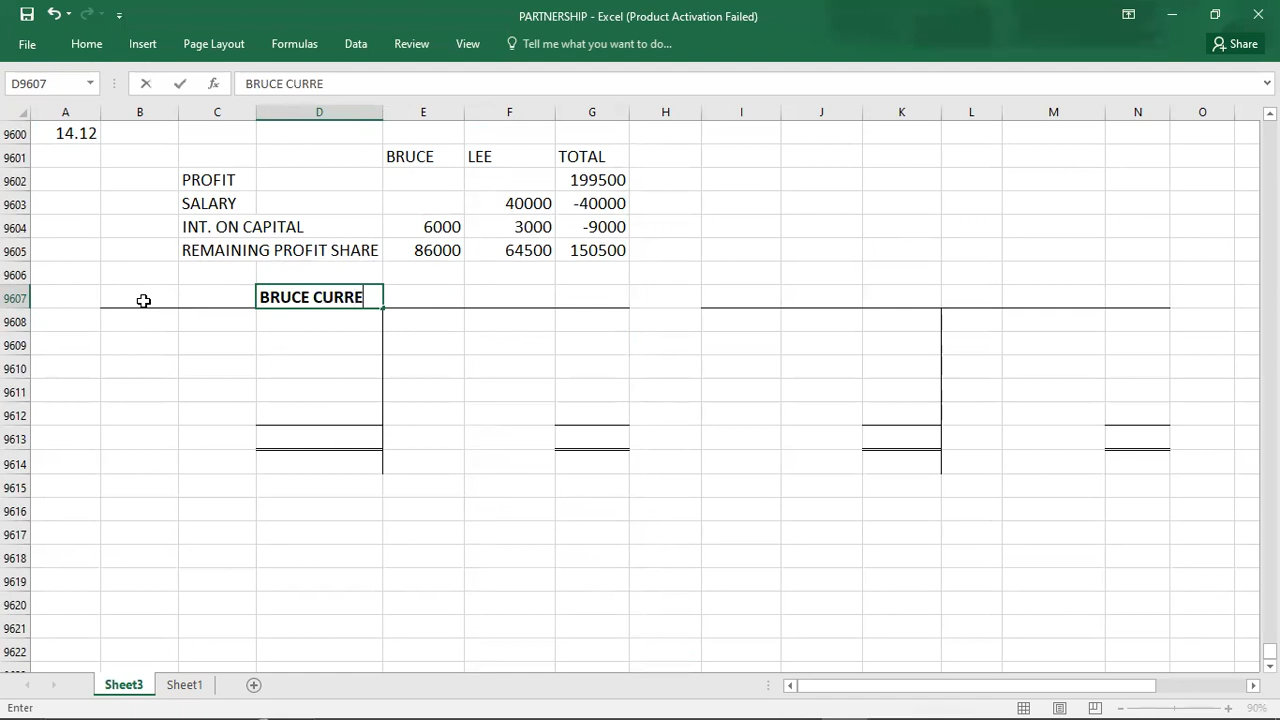 PARTNERSHIP - Excel (Product Activation Failed)
File Home Insert Page Layout Formulas Data Review View Tell me what you want to do... Share
D9607 fx BRUCE CURRE
A B C D E F G H I J K L M N O
9600 14.12
9601 BRUCE LEE TOTAL
9602 PROFIT 199500
9603 SALARY 40000 -40000
9604 INT. ON CAPITAL 6000 3000 -9000
9605 REMAINING PROFIT SHARE 86000 64500 150500
9606
9607 BRUCE CURRE
9608
9609
9610
9611
9612
9613
9614
9615
9616
9617
9618
9619
9620
9621
9622
Sheet3 Sheet1
Enter 90%